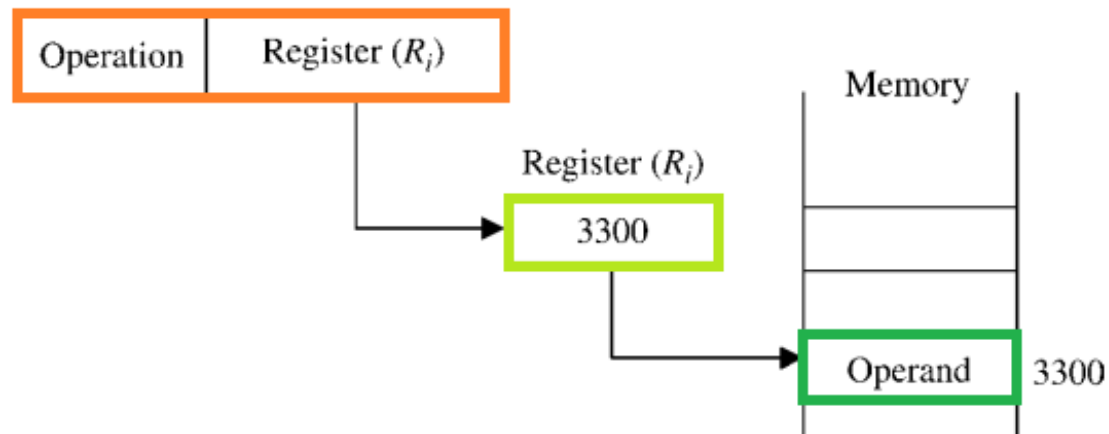 Operation Register (Ri)
Memory
Register (Ri)
3300
Operand 3300